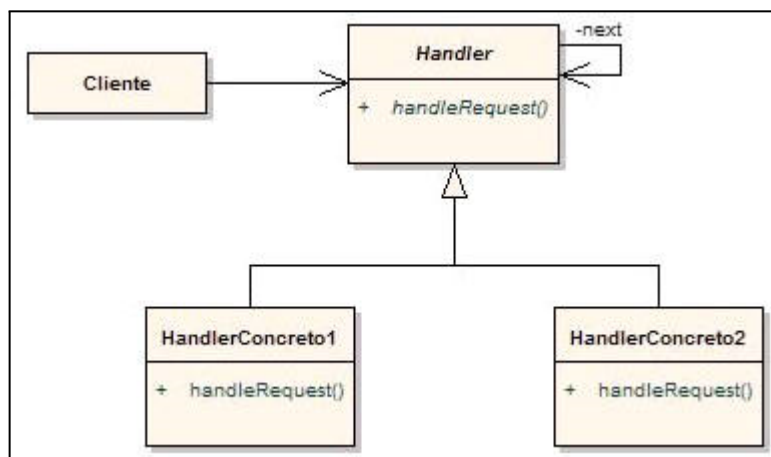 -next
Handler
Cliente
+ handleRequest()
HandlerConcreto1
HandlerConcreto2
+ handleRequest()
+ handleRequest()